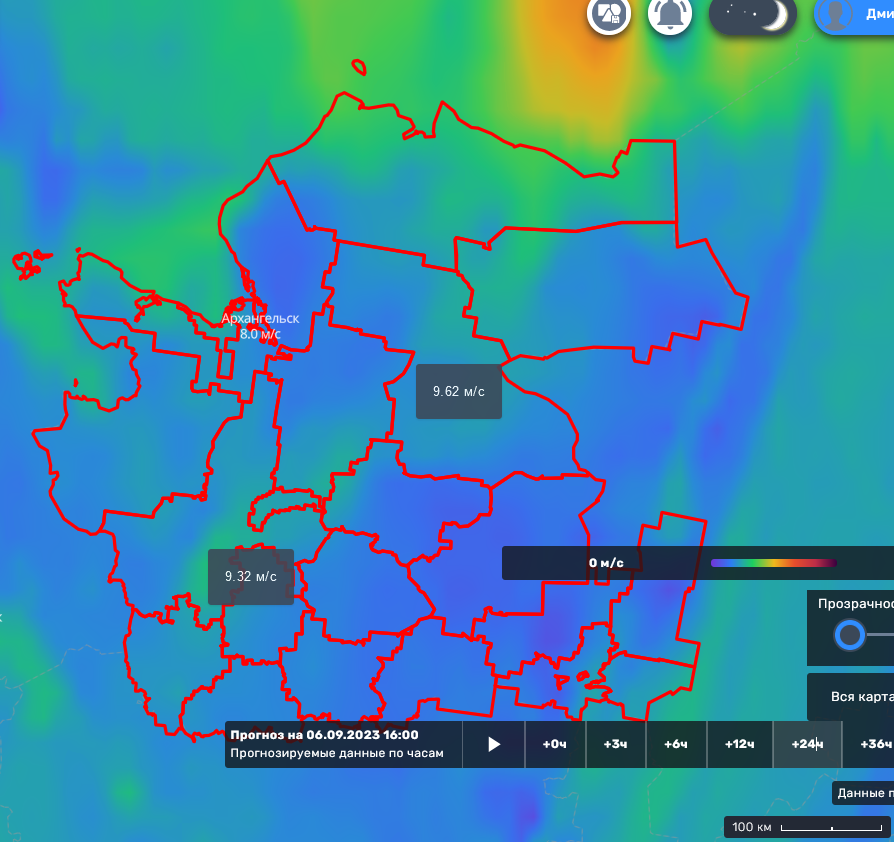 Дми
Архангельск
8.0 м/с
9.62 м/с
9.32 м/с
0 м/с
Прозрачнос
Вся карта
Прогноз на 06.09.2023 16:00
Прогнозируемые данные по часам
+0ч
+3ч
+6ч
+12ч
+24ч
+36ч
Данные п
100 км